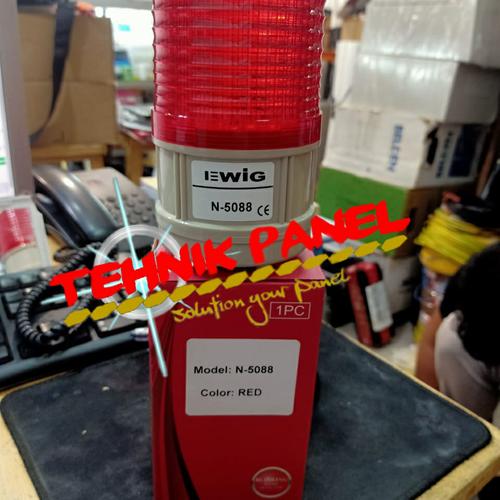 EWIG
N-5088 CE
TEHNIK PANEL
solution your panel
1PC
Model: N-5088
Color: RED